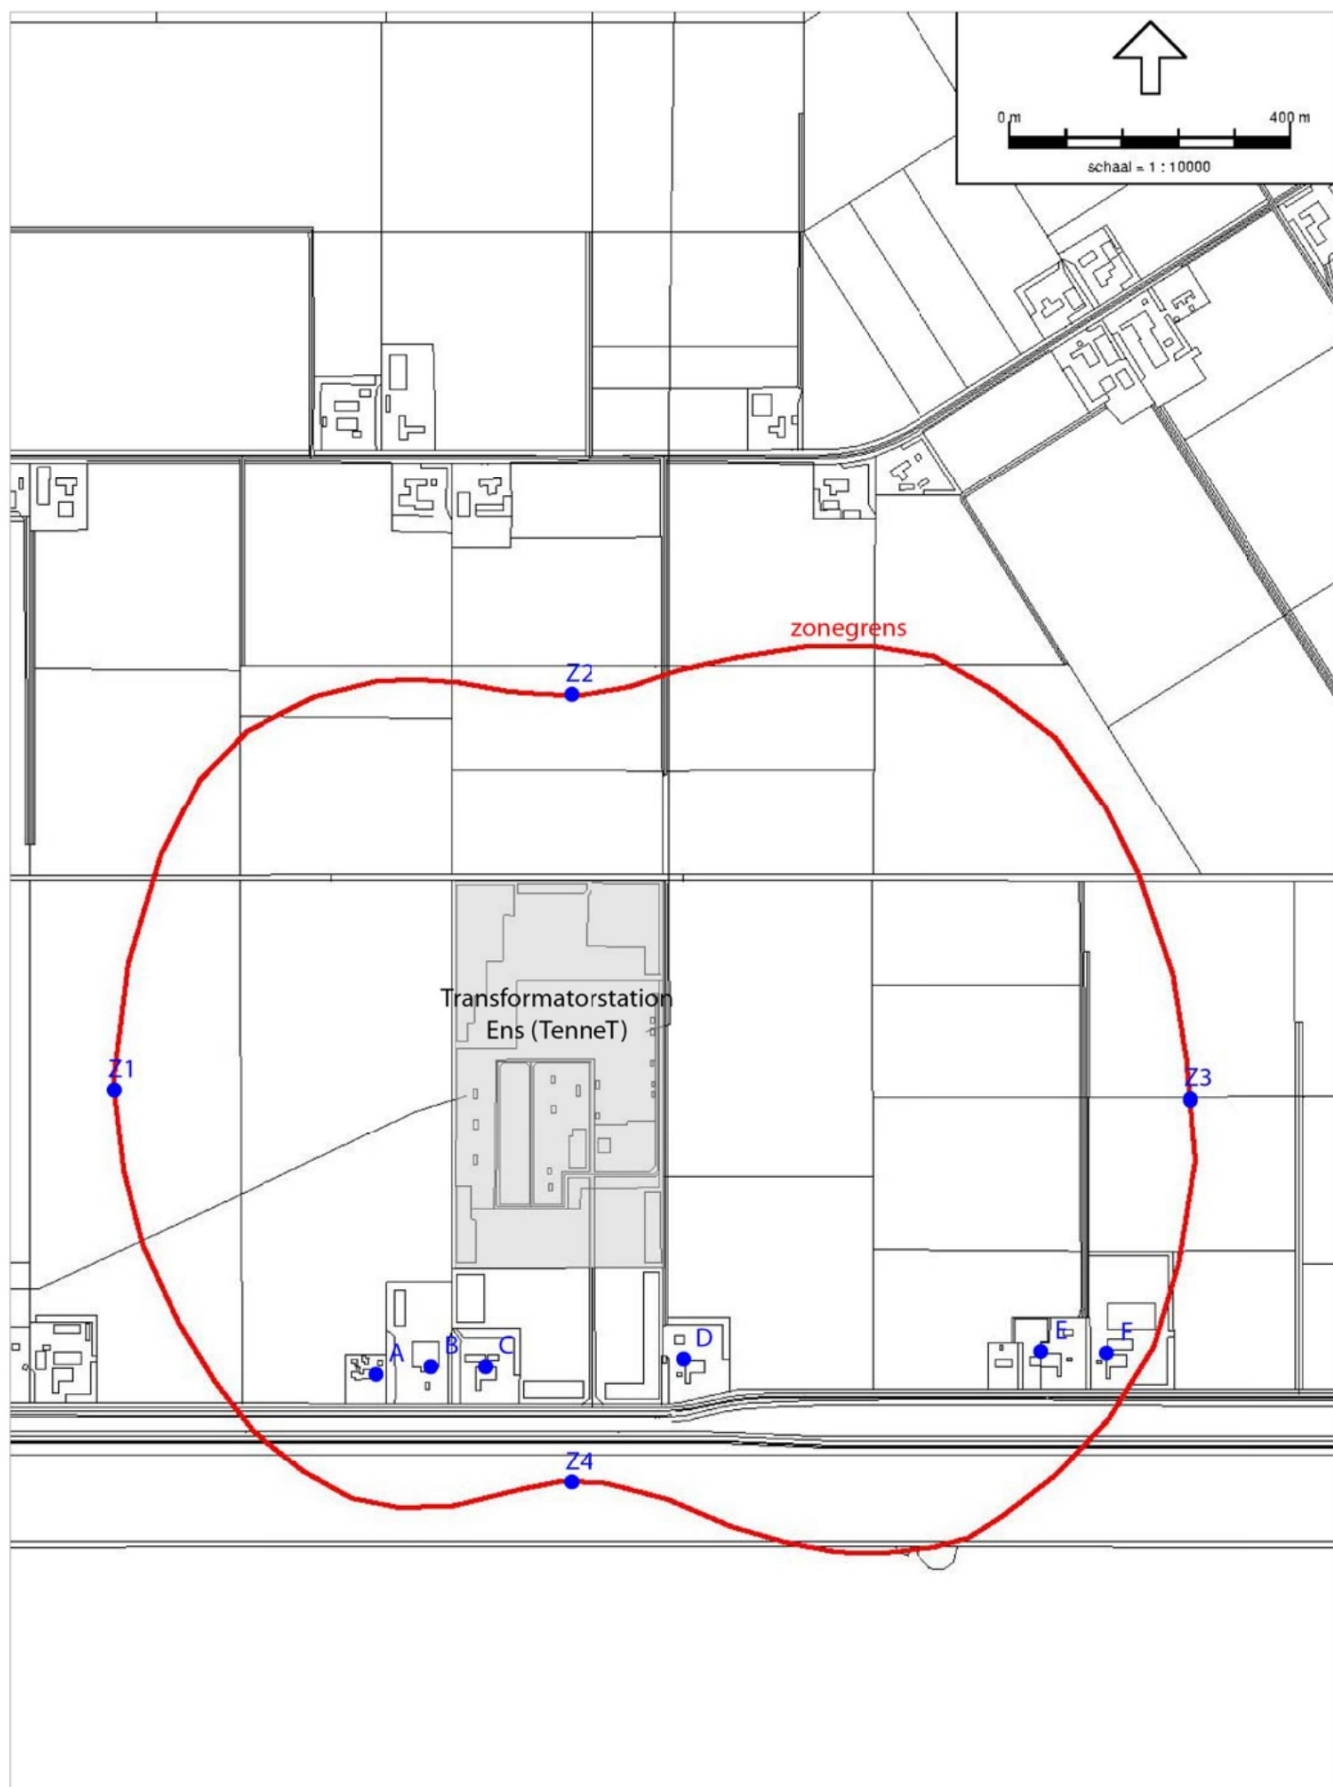 0 m 400 m
schaal = 1 : 10000
zonegrens
Z2
Transformatorstation
Ens (TenneT)
Z1
Z3
A
B
C
D
E
F
Z4